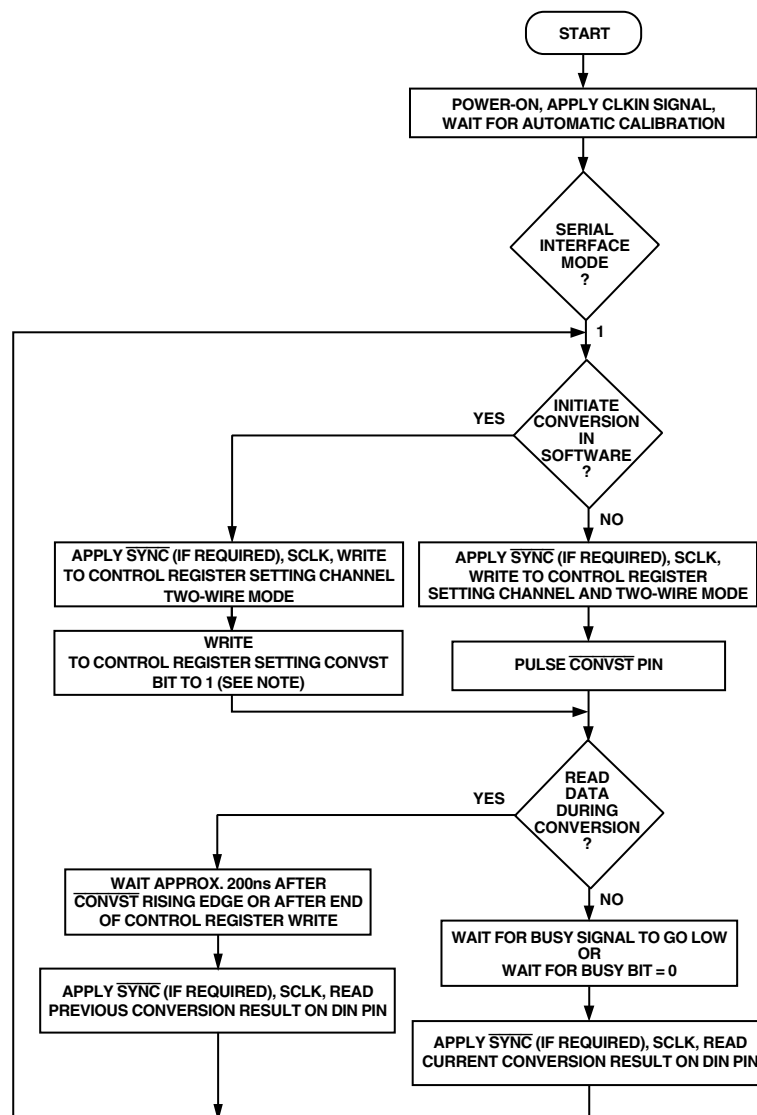 START
POWER-ON, APPLY CLKIN SIGNAL,
WAIT FOR AUTOMATIC CALIBRATION
SERIAL
INTERFACE
MODE
?
1
INITIATE
CONVERSION
IN
SOFTWARE
?
YES
NO
APPLY SYNC (IF REQUIRED), SCLK, WRITE
TO CONTROL REGISTER SETTING CHANNEL
TWO-WIRE MODE
APPLY SYNC (IF REQUIRED), SCLK,
WRITE TO CONTROL REGISTER
SETTING CHANNEL AND TWO-WIRE MODE
WRITE
TO CONTROL REGISTER SETTING CONVST
BIT TO 1 (SEE NOTE)
PULSE CONVST PIN
READ
DATA
DURING
CONVERSION
?
YES
NO
WAIT APPROX. 200ns AFTER
CONVST RISING EDGE OR AFTER END
OF CONTROL REGISTER WRITE
WAIT FOR BUSY SIGNAL TO GO LOW
OR
WAIT FOR BUSY BIT = 0
APPLY SYNC (IF REQUIRED), SCLK, READ
PREVIOUS CONVERSION RESULT ON DIN PIN
APPLY SYNC (IF REQUIRED), SCLK, READ
CURRENT CONVERSION RESULT ON DIN PIN